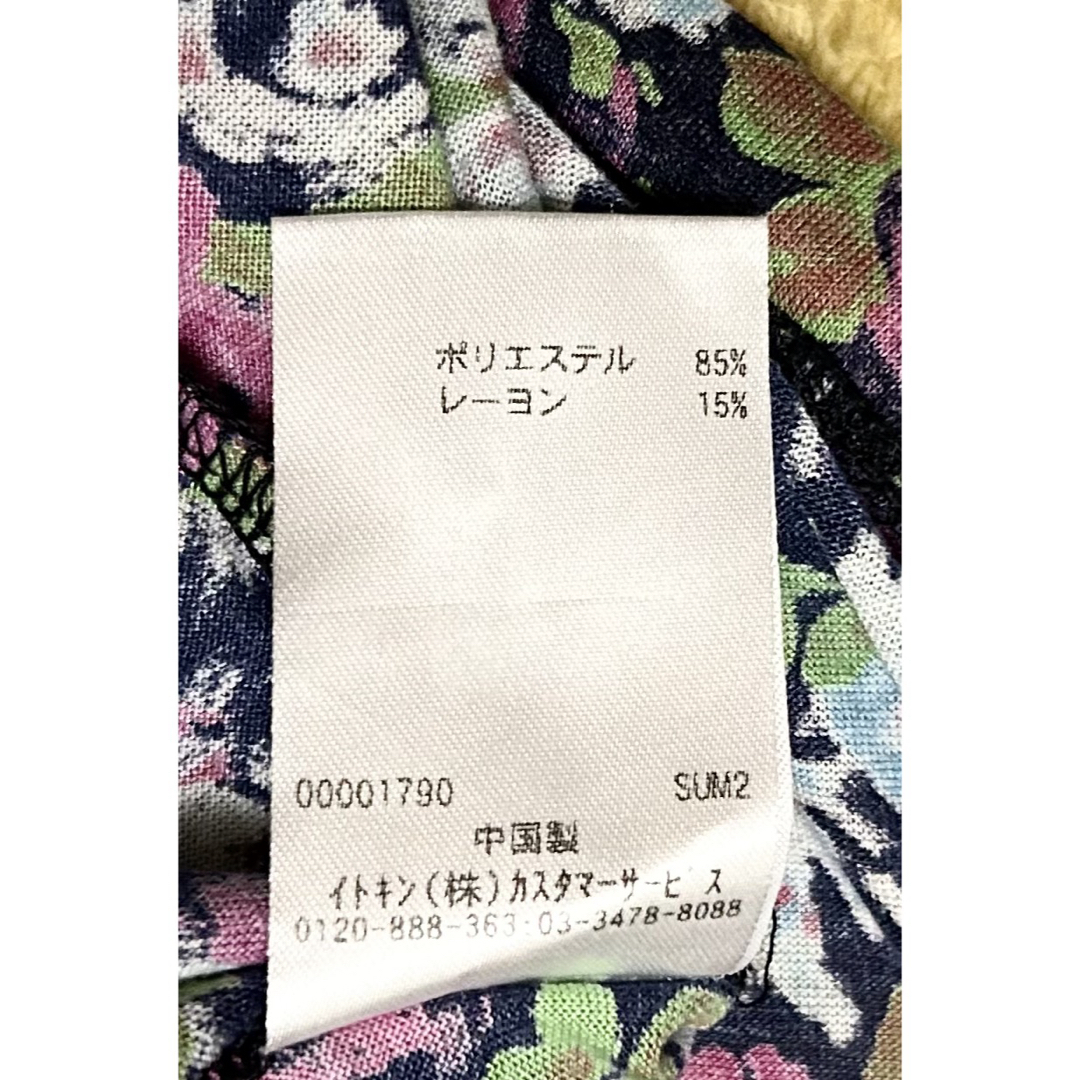 ポリエステル 85%
レーヨン 15%
00001790 SUM2
中国製
イトキン(株)カスタマーサービス
0120-888-363:03-3478-8088